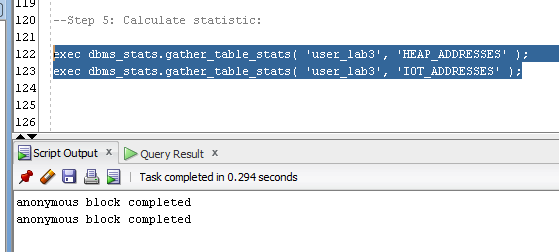 119
120 --Step 5: Calculate statistic:
121
122 exec dbms_stats.gather_table_stats( 'user_lab3', 'HEAP_ADDRESSES' );
123 exec dbms_stats.gather_table_stats( 'user_lab3', 'IOT_ADDRESSES' );
124
125
126
Script Output x Query Result x
Task completed in 0.294 seconds
anonymous block completed
anonymous block completed